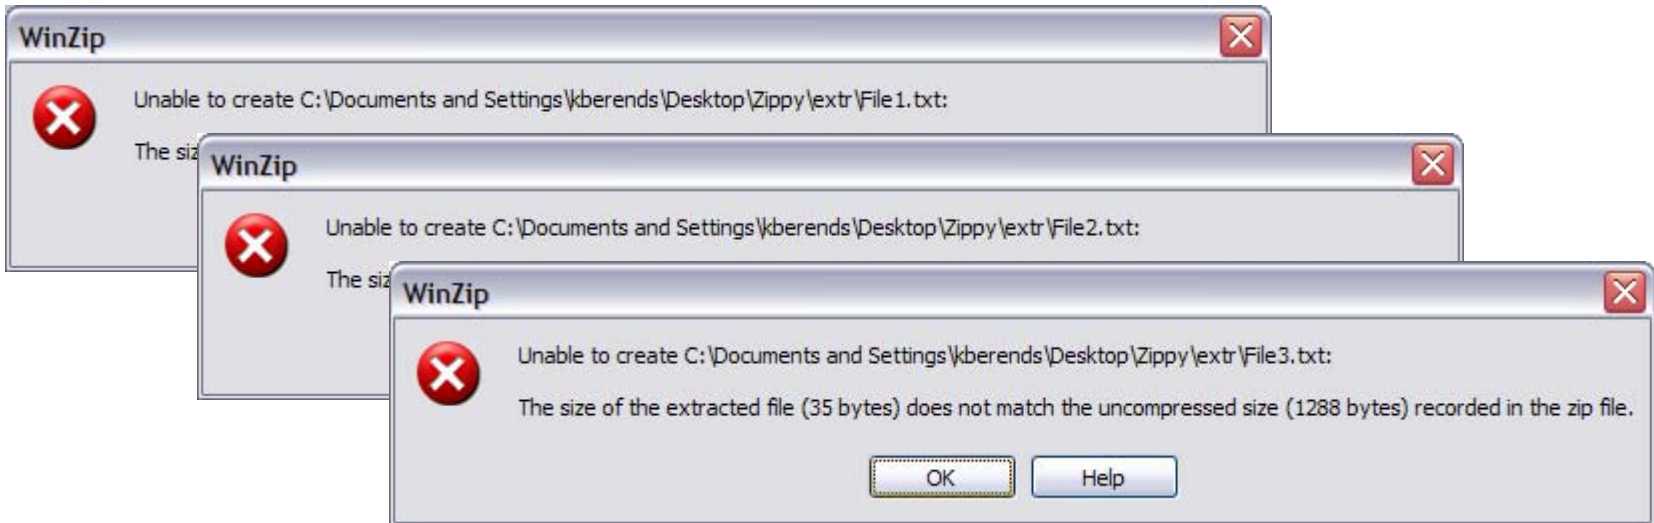 WinZip
Unable to create C:\Documents and Settings\kberends\Desktop\Zippy\extr\File1.txt:
The
WinZip
Unable to create C:\Documents and Settings\kberends\Desktop\Zippy\extr\File2.txt:
The
WinZip
Unable to create C:\Documents and Settings\kberends\Desktop\Zippy\extr\File3.txt:
The size of the extracted file (35 bytes) does not match the uncompressed size (1288 bytes) recorded in the zip file.
OK Help